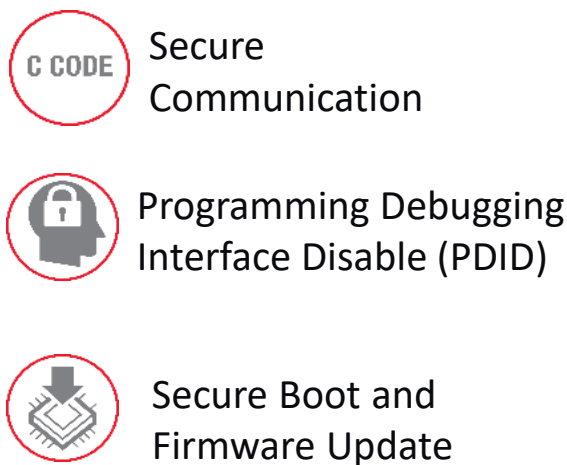 C CODE
Secure
Communication
Programming Debugging
Interface Disable (PDID)
Secure Boot and
Firmware Update